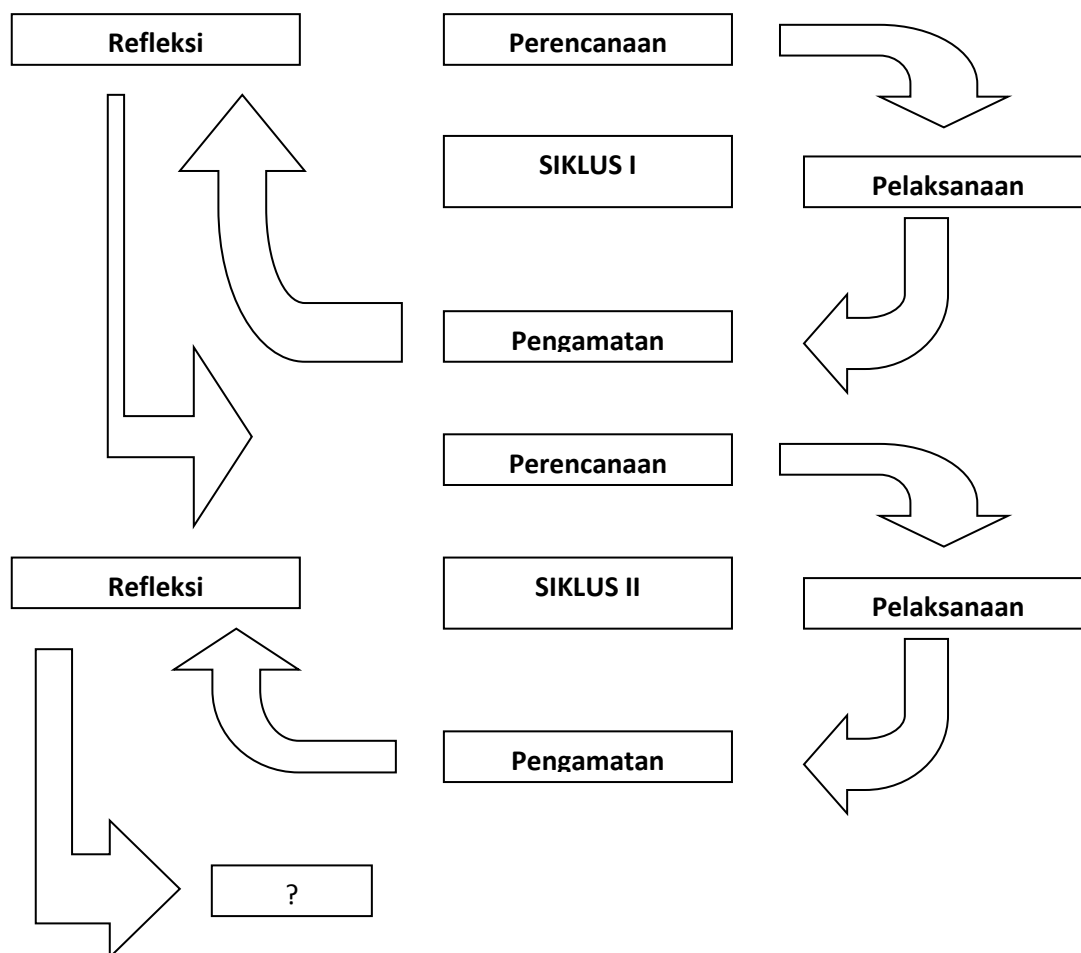 Refleksi
Perencanaan
SIKLUS I
Pelaksanaan
Pengamatan
Perencanaan
Refleksi
SIKLUS II
Pelaksanaan
Pengamatan
?